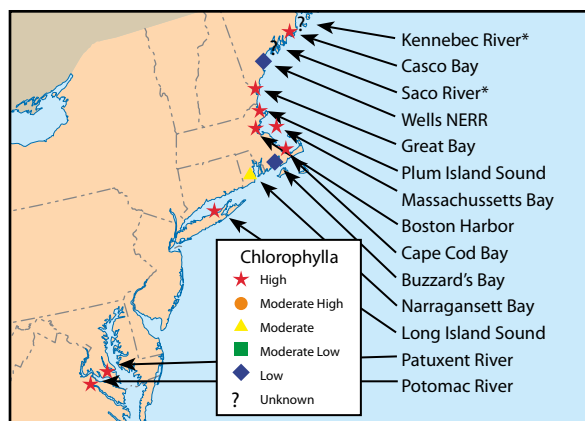 ?
?
Kennebec River*
Casco Bay
Saco River*
Wells NERR
Great Bay
Plum Island Sound
Massachussetts Bay
Boston Harbor
Cape Cod Bay
Buzzard's Bay
Narragansett Bay
Long Island Sound
Patuxent River
Potomac River
Chlorophylla
High
Moderate High
Moderate
Moderate Low
Low
? Unknown